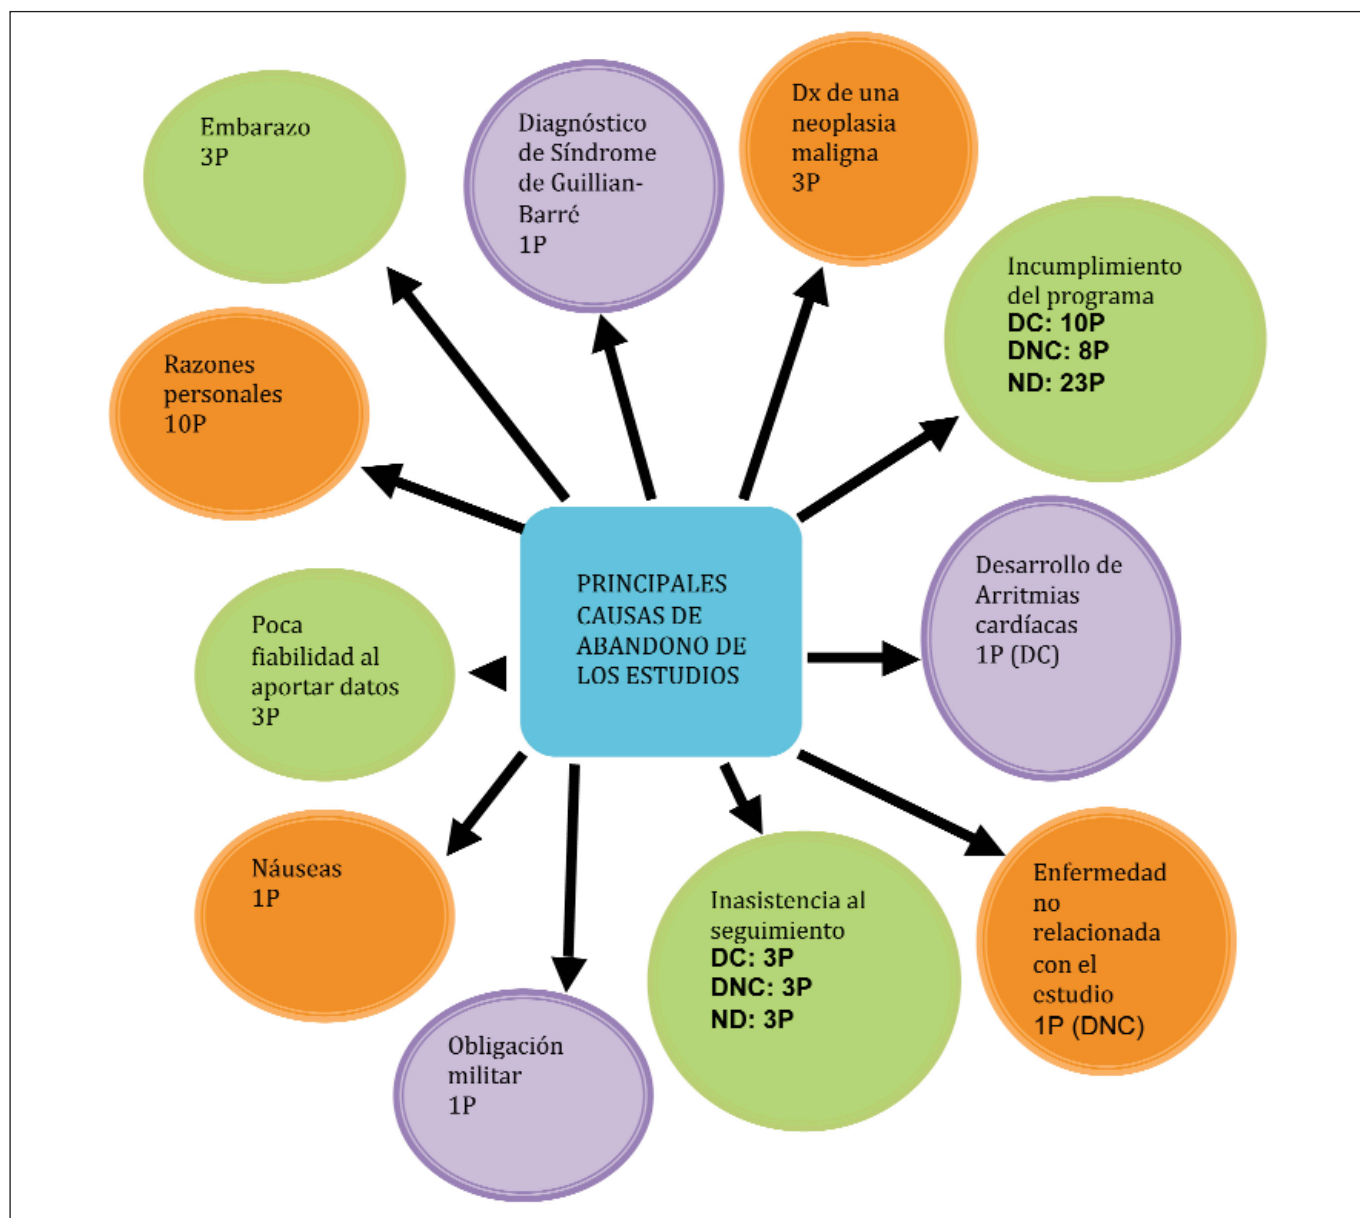 Embarazo
3P
Diagnóstico
de Síndrome
de Guillian-
Barré
1P
Dx de una
neoplasia
maligna
3P
Incumplimiento
del programa
DC: 10P
DNC: 8P
ND: 23P
Razones
personales
10P
PRINCIPALES
CAUSAS DE
ABANDONO DE
LOS ESTUDIOS
Desarrollo de
Arritmias
cardíacas
1P (DC)
Poca
fiabilidad al
aportar datos
3P
Náuseas
1P
Obligación
militar
1P
Inasistencia al
seguimiento
DC: 3P
DNC: 3P
ND: 3P
Enfermedad
no
relacionada
con el
estudio
1P (DNC)